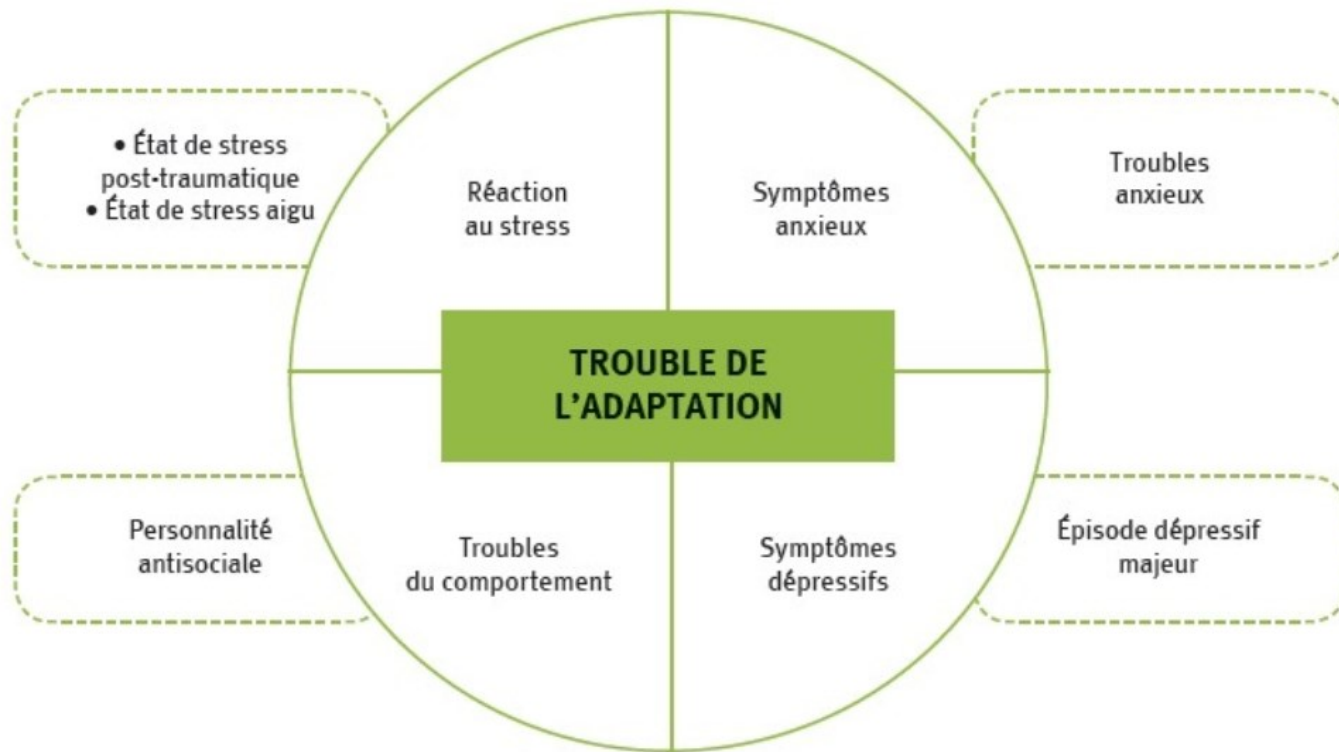 • État de stress
post-traumatique
• État de stress aigu
Réaction
au stress
Symptômes
anxieux
Troubles
anxieux
TROUBLE DE
L'ADAPTATION
Personnalité
antisociale
Troubles
du comportement
Symptômes
dépressifs
Épisode dépressif
majeur